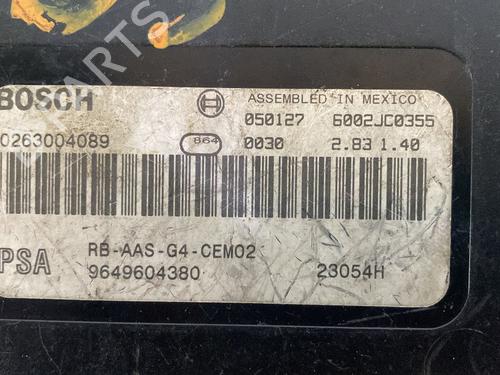 BOSCH
ASSEMBLED IN MEXICO
050127 6002JC0355
0263004089 864 0030 2.83 1.40
RB-AAS-G4-CEM02
PSA 9649604380 23054H